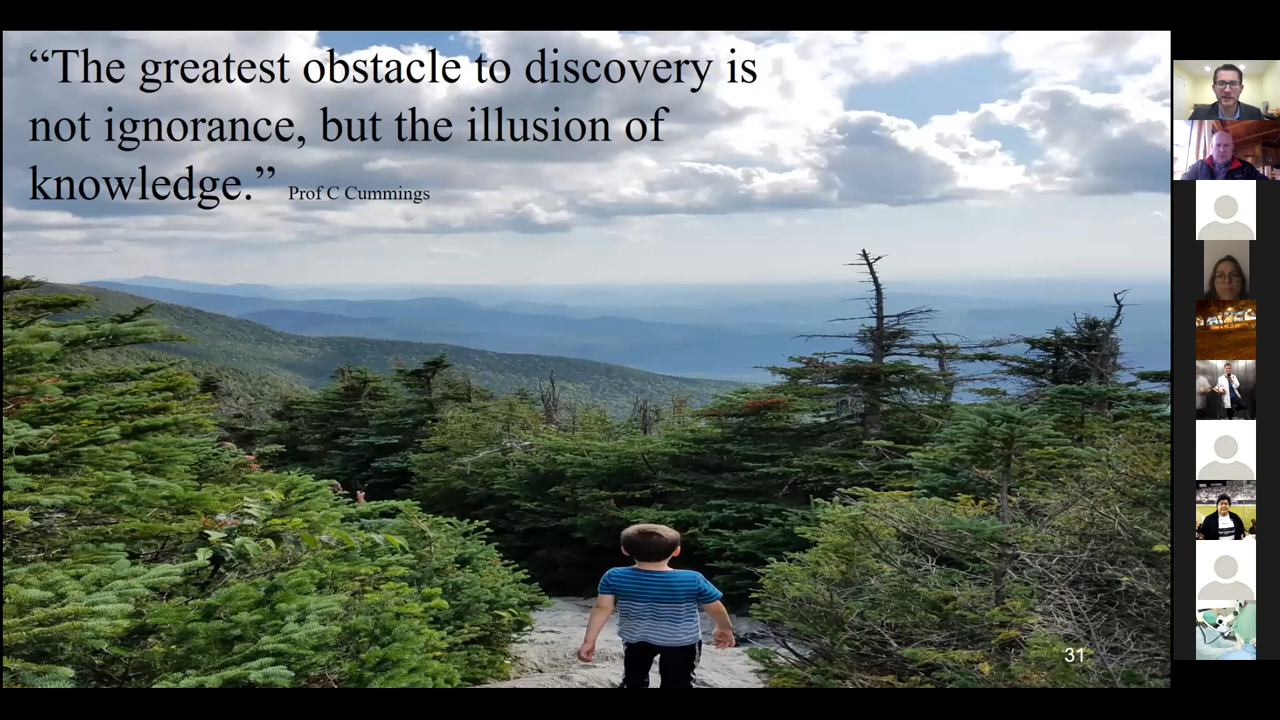 “The greatest obstacle to discovery is
not ignorance, but the illusion of
knowledge.” Prof C Cummings
31